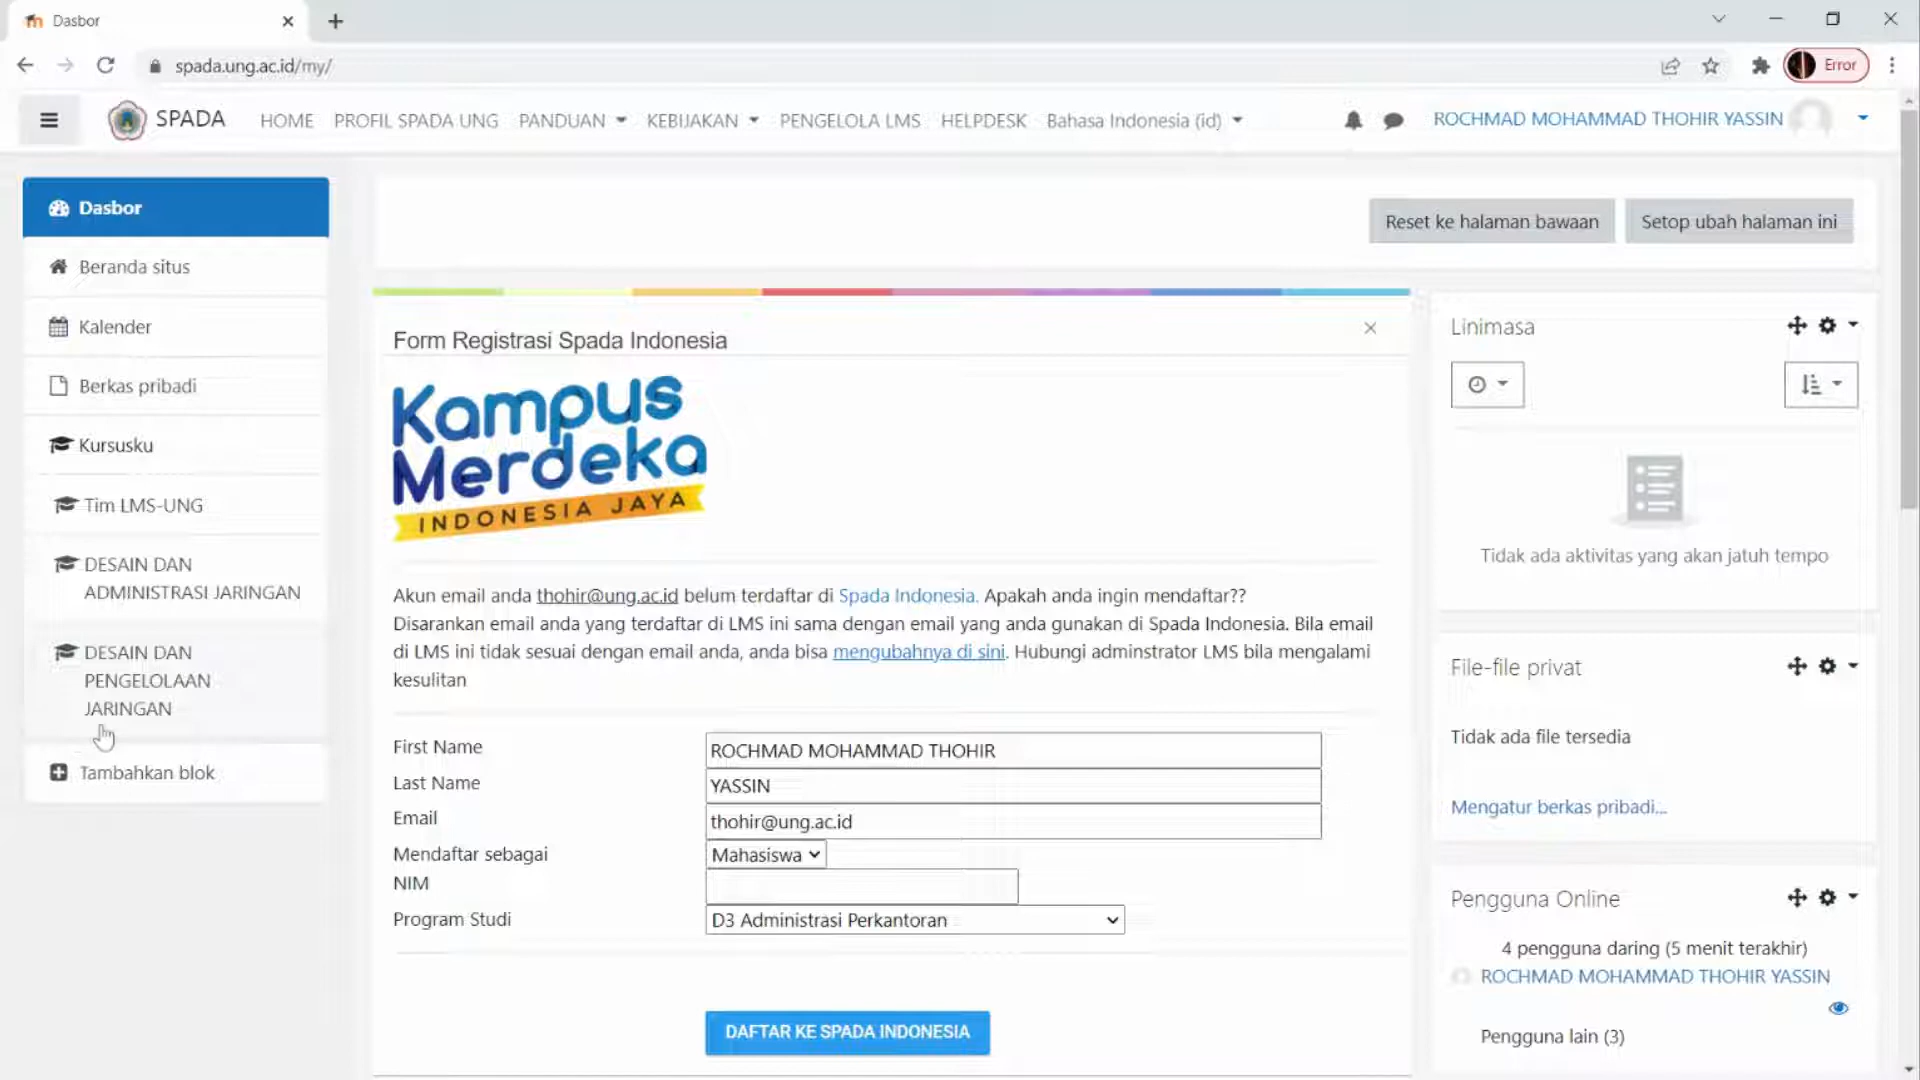 Dasbor
spada.ung.ac.id/my/
Error
SPADA
HOME PROFIL SPADA UNG PANDUAN KEBIJAKAN PENGELOLA LMS HELPDESK Bahasa Indonesia (id)
ROCHMAD MOHAMMAD THOHIR YASSIN
Dasbor
Beranda situs
Kalender
Berkas pribadi
Kursusku
Tim LMS-UNG
DESAIN DAN
ADMINISTRASI JARINGAN
DESAIN DAN
PENGELOLAAN
JARINGAN
Tambahkan blok
Reset ke halaman bawaan
Setop ubah halaman ini
Form Registrasi Spada Indonesia
Kampus
Merdeka
INDONESIA JAYA
Akun email anda thohir@ung.ac.id belum terdaftar di Spada Indonesia. Apakah anda ingin mendaftar??
Disarankan email anda yang terdaftar di LMS ini sama dengan email yang anda gunakan di Spada Indonesia. Bila email
di LMS ini tidak sesuai dengan email anda, anda bisa mengubahnya di sini. Hubungi adminstrator LMS bila mengalami
kesulitan
First Name ROCHMAD MOHAMMAD THOHIR
Last Name YASSIN
Email thohir@ung.ac.id
Mendaftar sebagai Mahasiswa
NIM
Program Studi D3 Administrasi Perkantoran
DAFTAR KE SPADA INDONESIA
Linimasa
Tidak ada aktivitas yang akan jatuh tempo
File-file privat
Tidak ada file tersedia
Mengatur berkas pribadi...
Pengguna Online
4 pengguna daring (5 menit terakhir)
ROCHMAD MOHAMMAD THOHIR YASSIN
Pengguna lain (3)